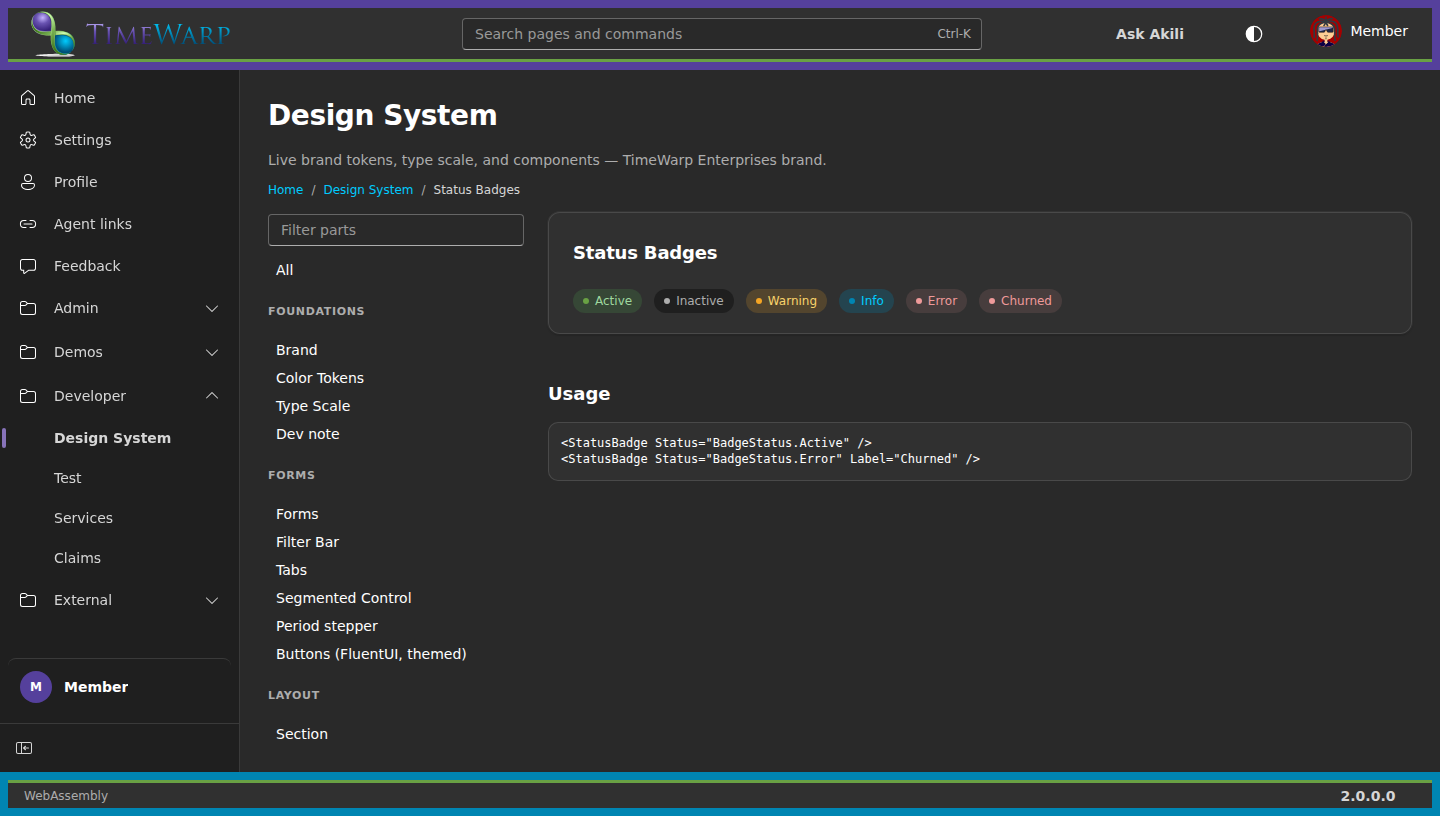 TimeWarp
Search pages and commands
Ctrl-K
Ask Akili
Member
Home
Settings
Profile
Agent links
Feedback
Admin
Demos
Developer
Design System
Test
Services
Claims
External
M
Member
Design System
Live brand tokens, type scale, and components — TimeWarp Enterprises brand.
Home / Design System / Status Badges
Filter parts
All
FOUNDATIONS
Brand
Color Tokens
Type Scale
Dev note
FORMS
Forms
Filter Bar
Tabs
Segmented Control
Period stepper
Buttons (FluentUI, themed)
LAYOUT
Section
Status Badges
Active
Inactive
Warning
Info
Error
Churned
Usage
<StatusBadge Status="BadgeStatus.Active" />
<StatusBadge Status="BadgeStatus.Error" Label="Churned" />
WebAssembly
2.0.0.0